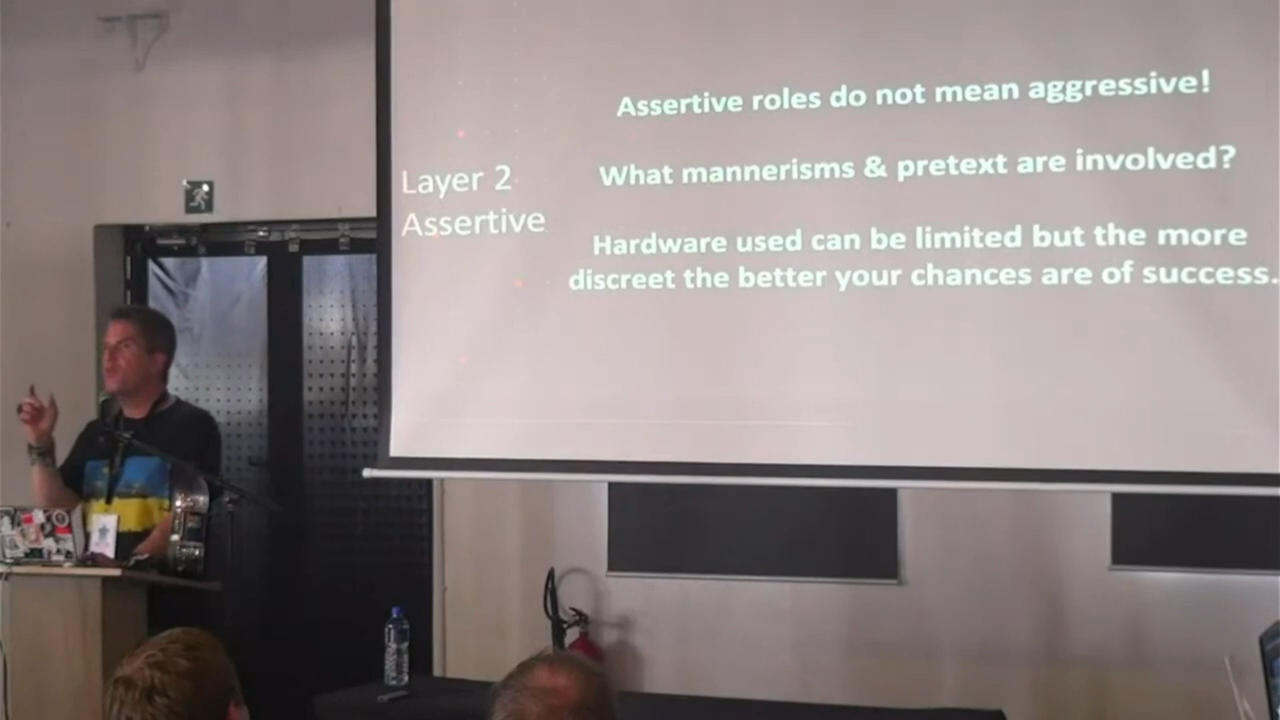 Layer 2
Assertive
Assertive roles do not mean aggressive!
What mannerisms & pretext are involved?
Hardware used can be limited but the more
discreet the better your chances are of success.